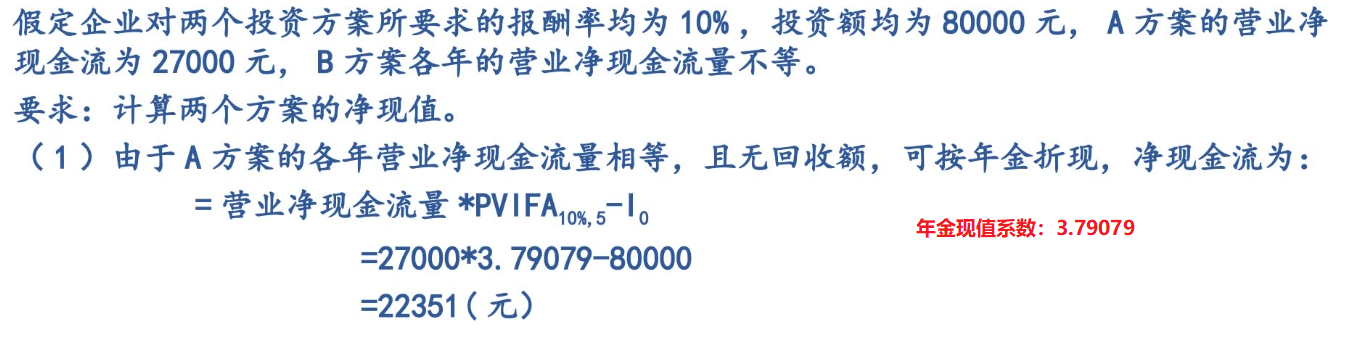 假定企业对两个投资方案所要求的报酬率均为 10% ，投资额均为 80000 元， A 方案的营业净
现金流为 27000 元， B 方案各年的营业净现金流量不等。
要求：计算两个方案的净现值。
（ 1 ）由于 A 方案的各年营业净现金流量相等，且无回收额，可按年金折现，净现金流为：
= 营业净现金流量 *PVIFA10%,5-I0
年金现值系数：3.79079
=27000*3. 79079-80000
=22351( 元）